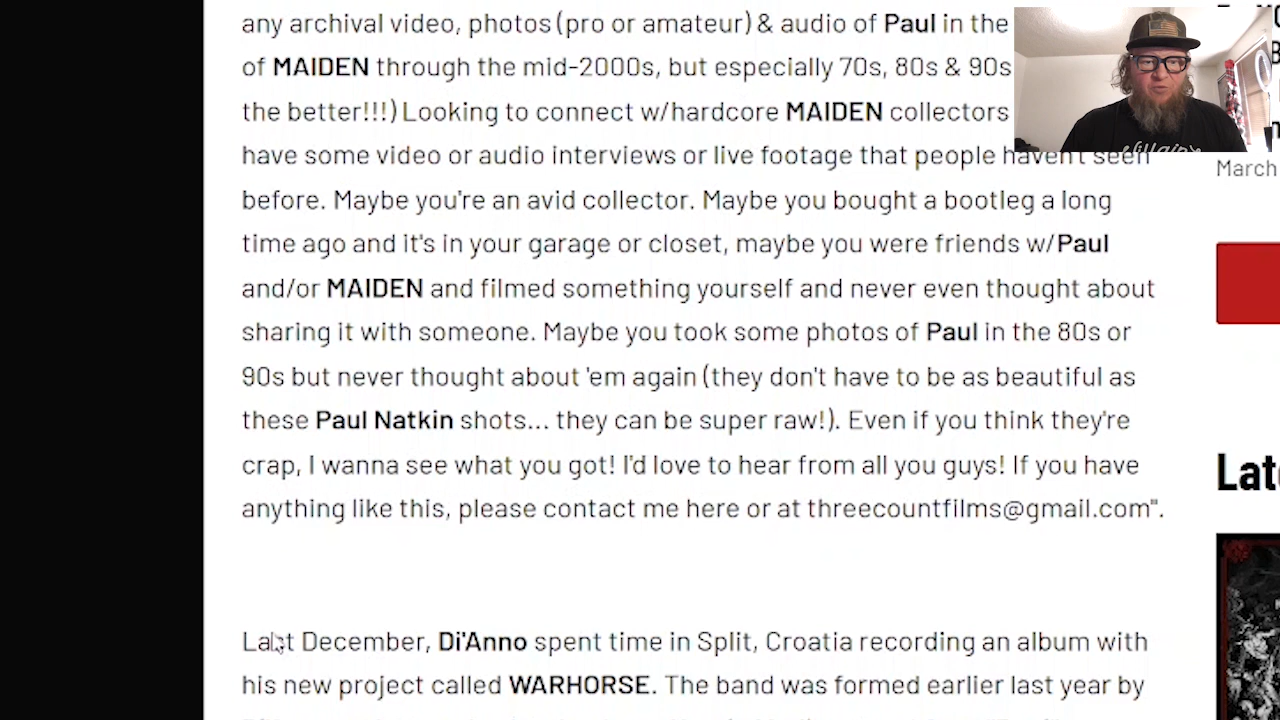 any archival video, photos (pro or amateur) & audio of Paul in the
of MAIDEN through the mid-2000s, but especially 70s, 80s & 90s
the better!!!) Looking to connect w/hardcore MAIDEN collectors
have some video or audio interviews or live footage that people haven't seen
before. Maybe you're an avid collector. Maybe you bought a bootleg a long
time ago and it's in your garage or closet, maybe you were friends w/Paul
and/or MAIDEN and filmed something yourself and never even thought about
sharing it with someone. Maybe you took some photos of Paul in the 80s or
90s but never thought about 'em again (they don't have to be as beautiful as
these Paul Natkin shots... they can be super raw!). Even if you think they're
crap, I wanna see what you got! I'd love to hear from all you guys! If you have
anything like this, please contact me here or at threecountfilms@gmail.com".
Last December, Di'Anno spent time in Split, Croatia recording an album with
his new project called WARHORSE. The band was formed earlier last year by
March
Late